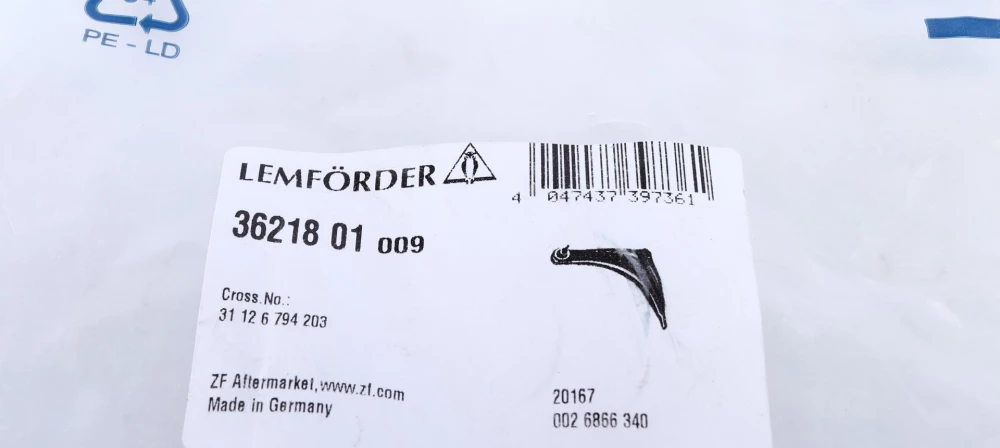 PE - LD
LEMFÖRDER
4 047437 397361
36218 01 009
Cross.No.:
31 12 6 794 203
ZF Aftermarket,www.zf.com
Made in Germany
20167
002 6866 340